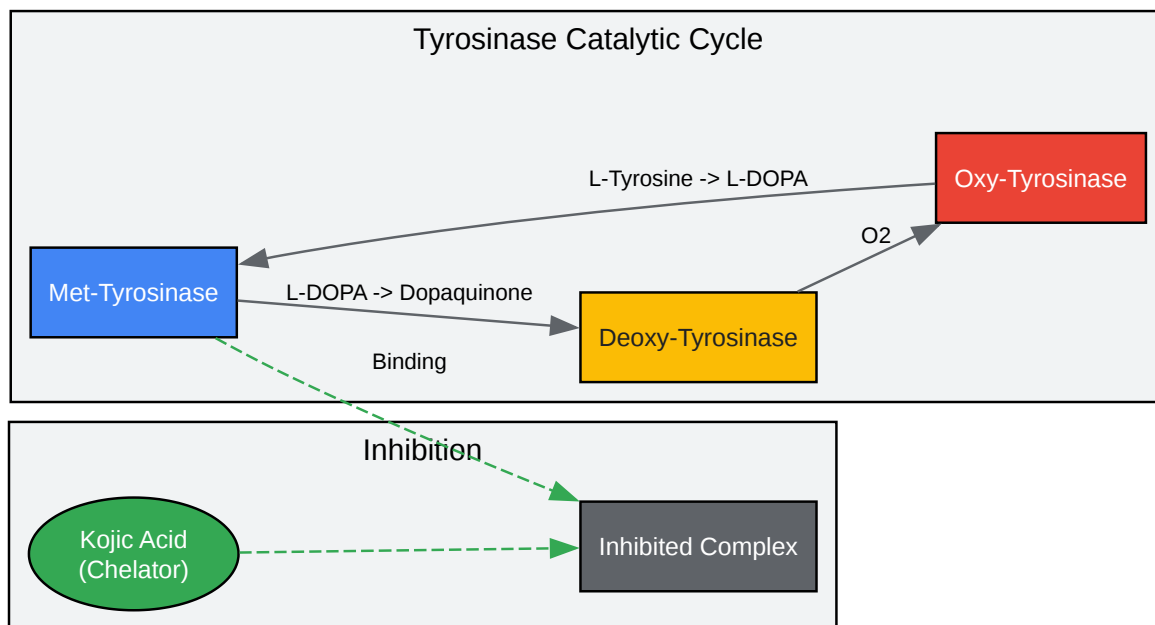 Tyrosinase Catalytic Cycle
L-Tyrosine -> L-DOPA
Oxy-Tyrosinase
O2
Met-Tyrosinase
L-DOPA -> Dopaquinone
Deoxy-Tyrosinase
Binding
Inhibition
Kojic Acid
(Chelator)
Inhibited Complex